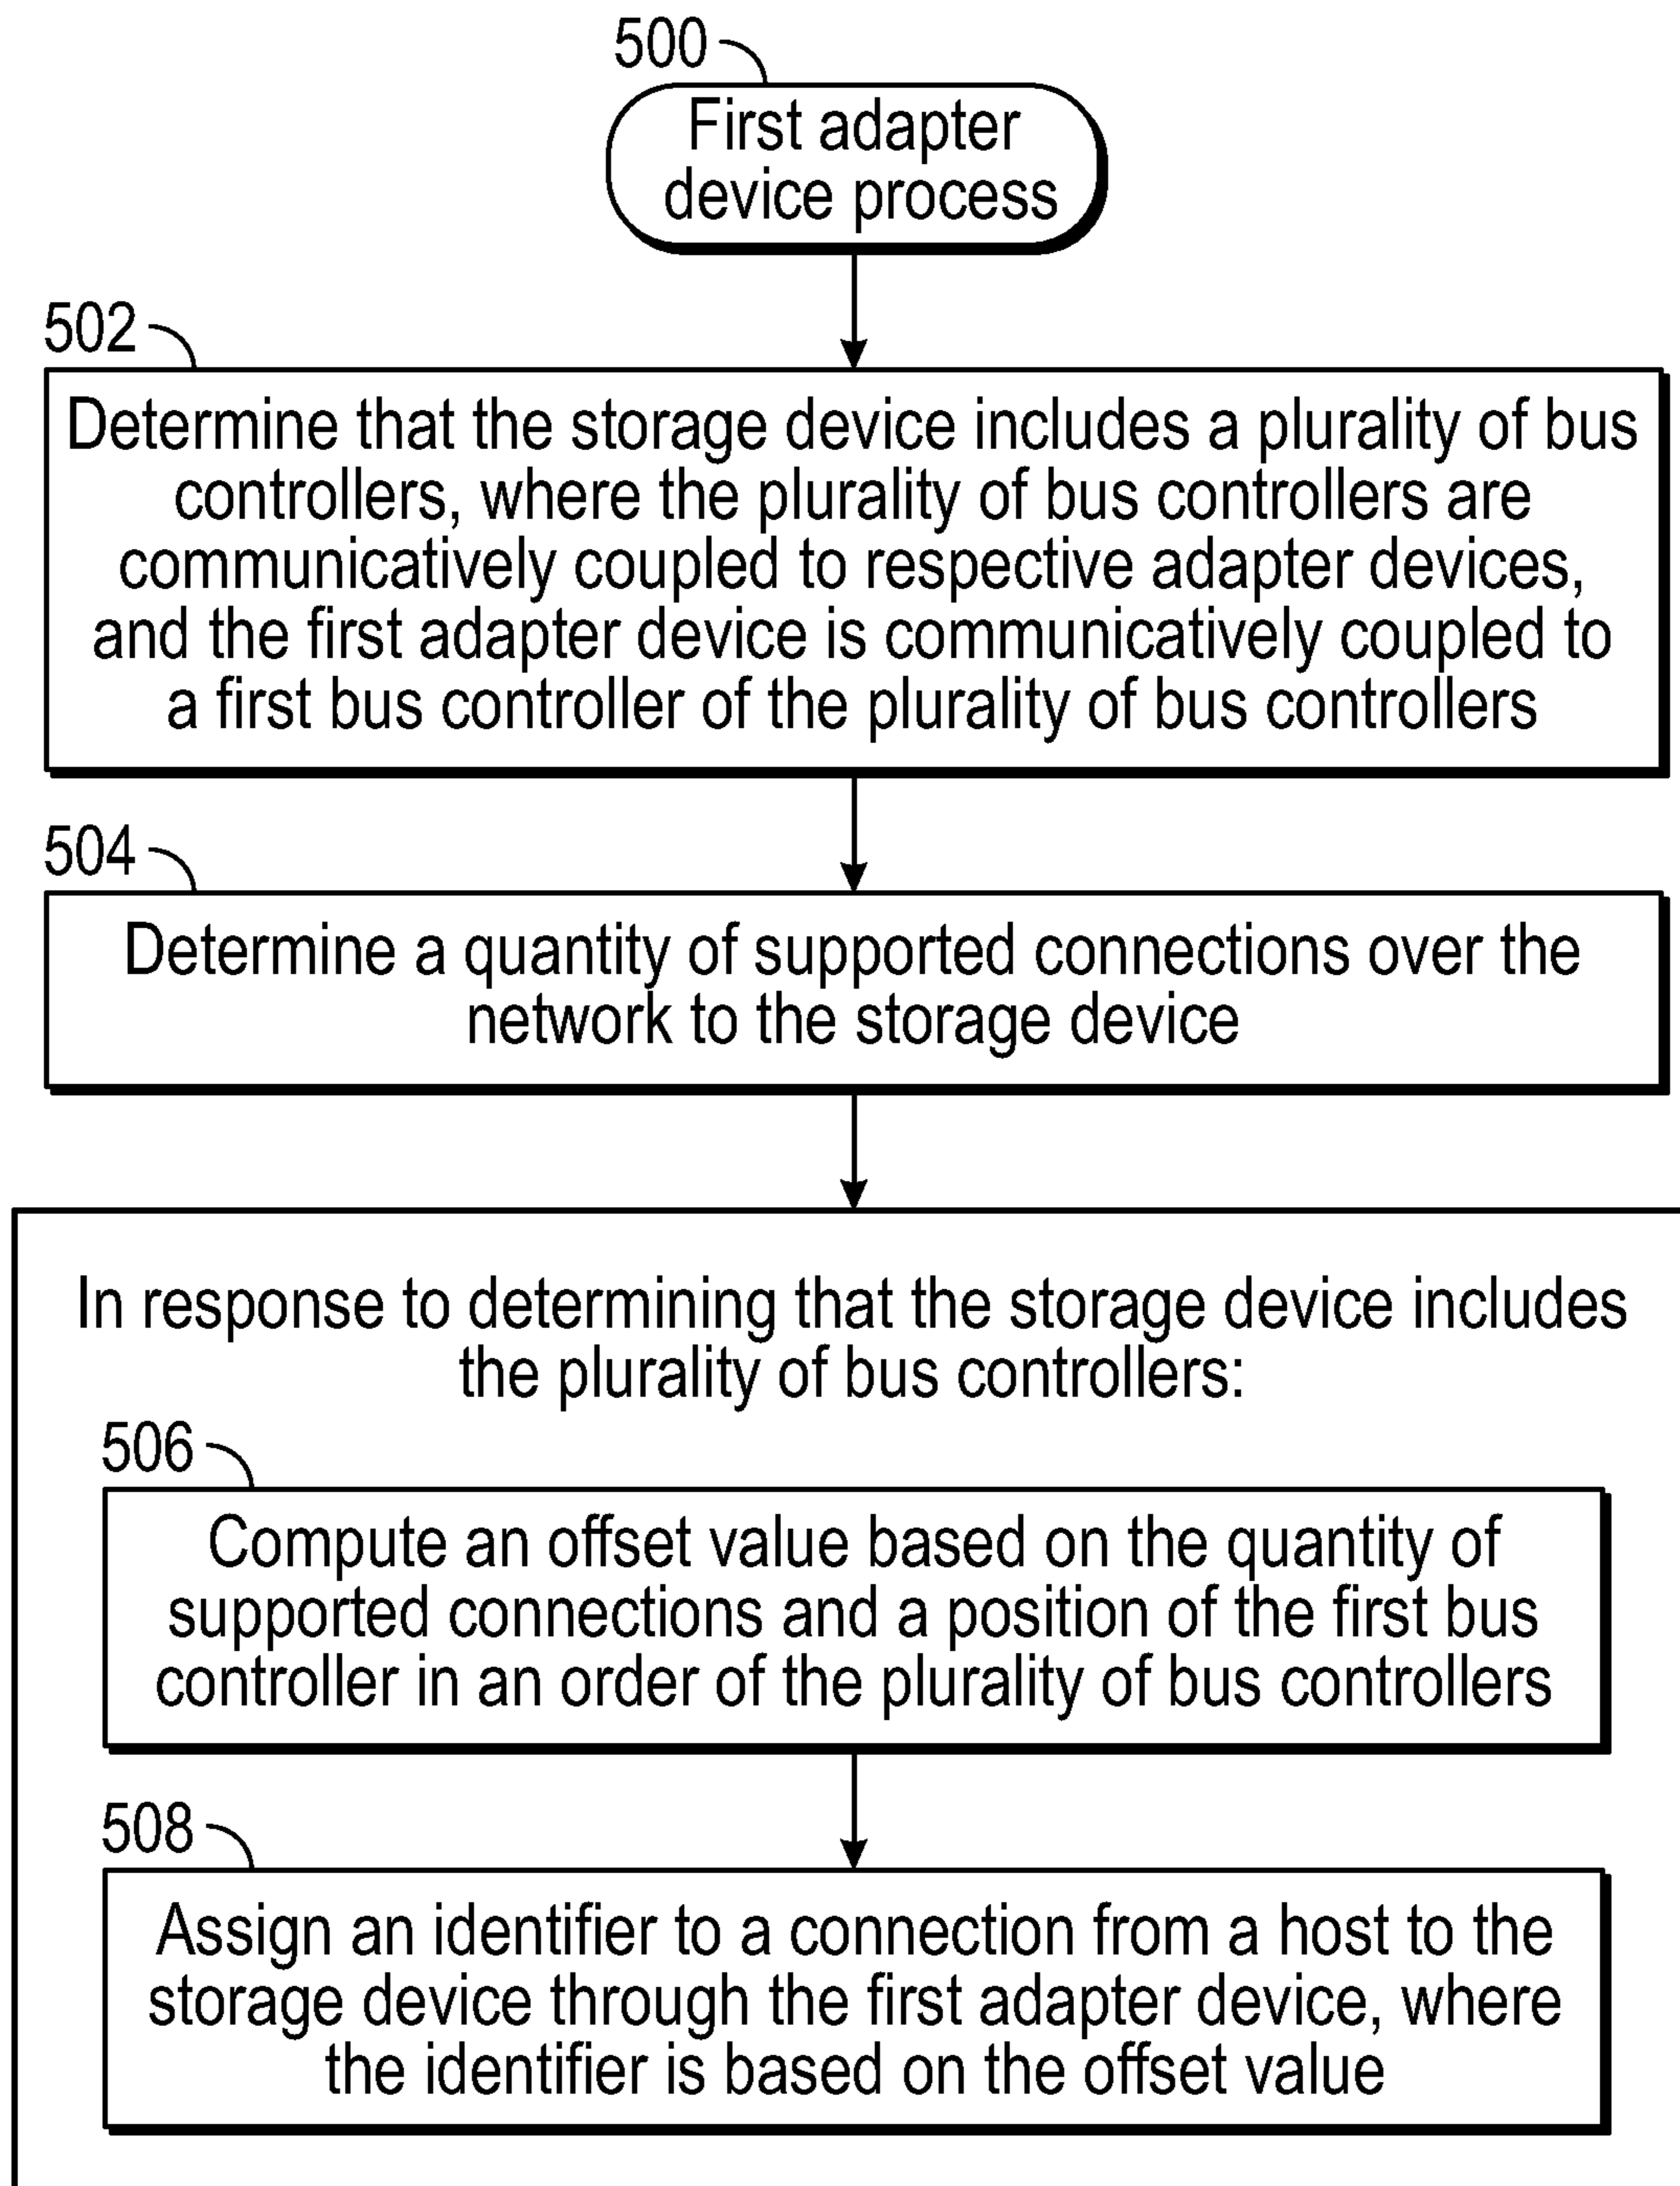 500
First adapter
device process
502
Determine that the storage device includes a plurality of bus
controllers, where the plurality of bus controllers are
communicatively coupled to respective adapter devices,
and the first adapter device is communicatively coupled to
a first bus controller of the plurality of bus controllers
504
Determine a quantity of supported connections over the
network to the storage device
In response to determining that the storage device includes
the plurality of bus controllers:
506
Compute an offset value based on the quantity of
supported connections and a position of the first bus
controller in an order of the plurality of bus controllers
508
Assign an identifier to a connection from a host to the
storage device through the first adapter device, where
the identifier is based on the offset value